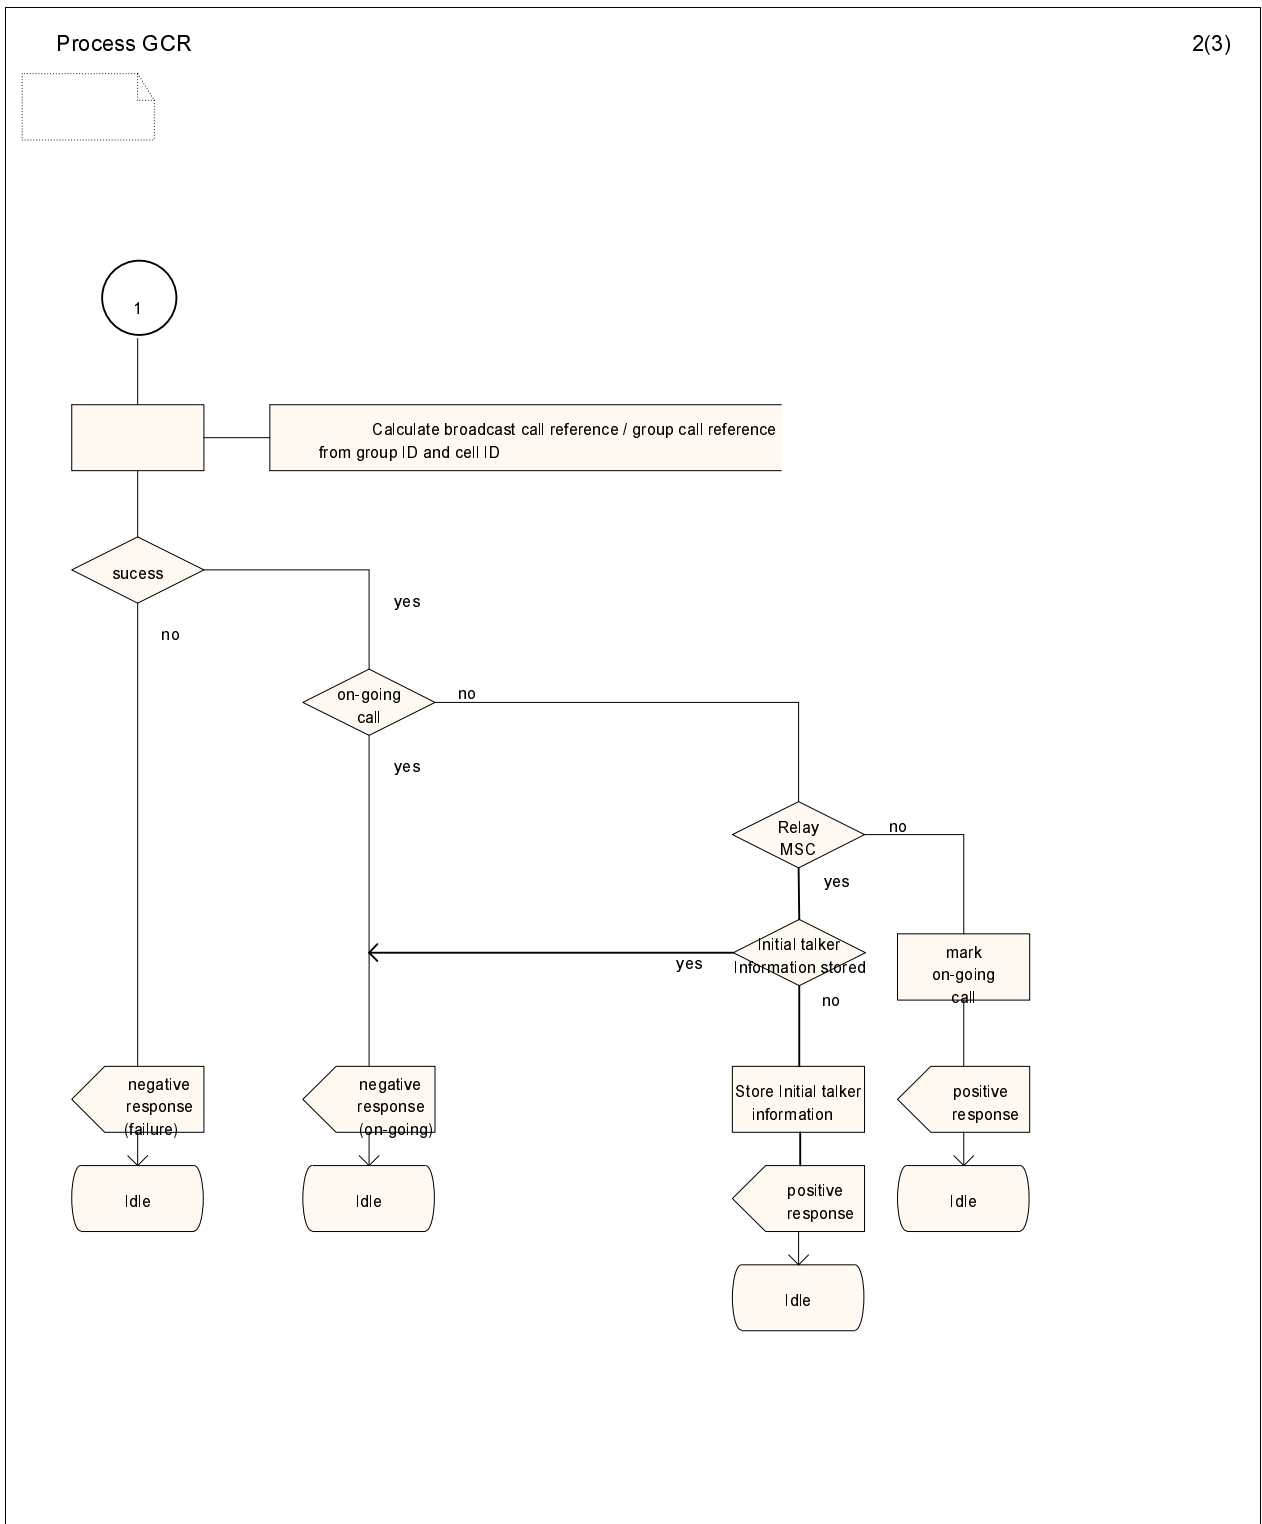 Process GCR
2(3)
1
Calculate broadcast call reference / group call reference
from group ID and cell ID
sucess
yes
no
on-going
call
no
yes
Relay
MSC
no
yes
Initial talker
Information stored
yes
no
mark
on-going
call
negative
response
(failure)
negative
response
(on-going)
Store Initial talker
information
positive
response
Idle
Idle
positive
response
Idle
Idle